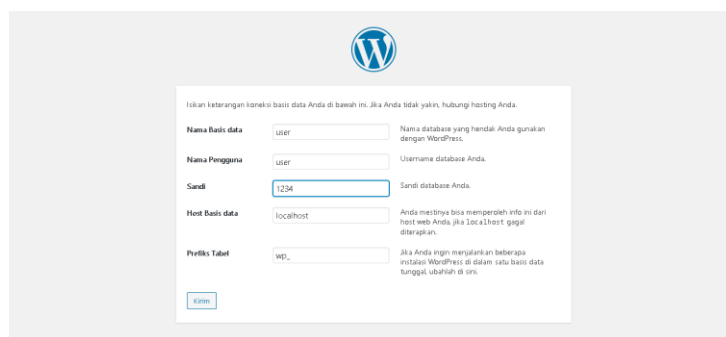 Isikan keterangan koneksi basis data Anda di bawah ini. Jika Anda tidak yakin, hubungi hosting Anda.
Nama Basis data
user
Nama database yang hendak Anda gunakan
dengan WordPress.
Nama Pengguna
user
Username database Anda.
Sandi
1234
Sandi database Anda.
Host Basis data
localhost
Anda mestinya bisa memperoleh info ini dari
host web Anda, jika localhost gagal
diterapkan.
Prefiks Tabel
wp_
Jika Anda ingin menjalankan beberapa
instalasi WordPress di dalam satu basis data
tunggal, ubahlah di sini.
Kirim